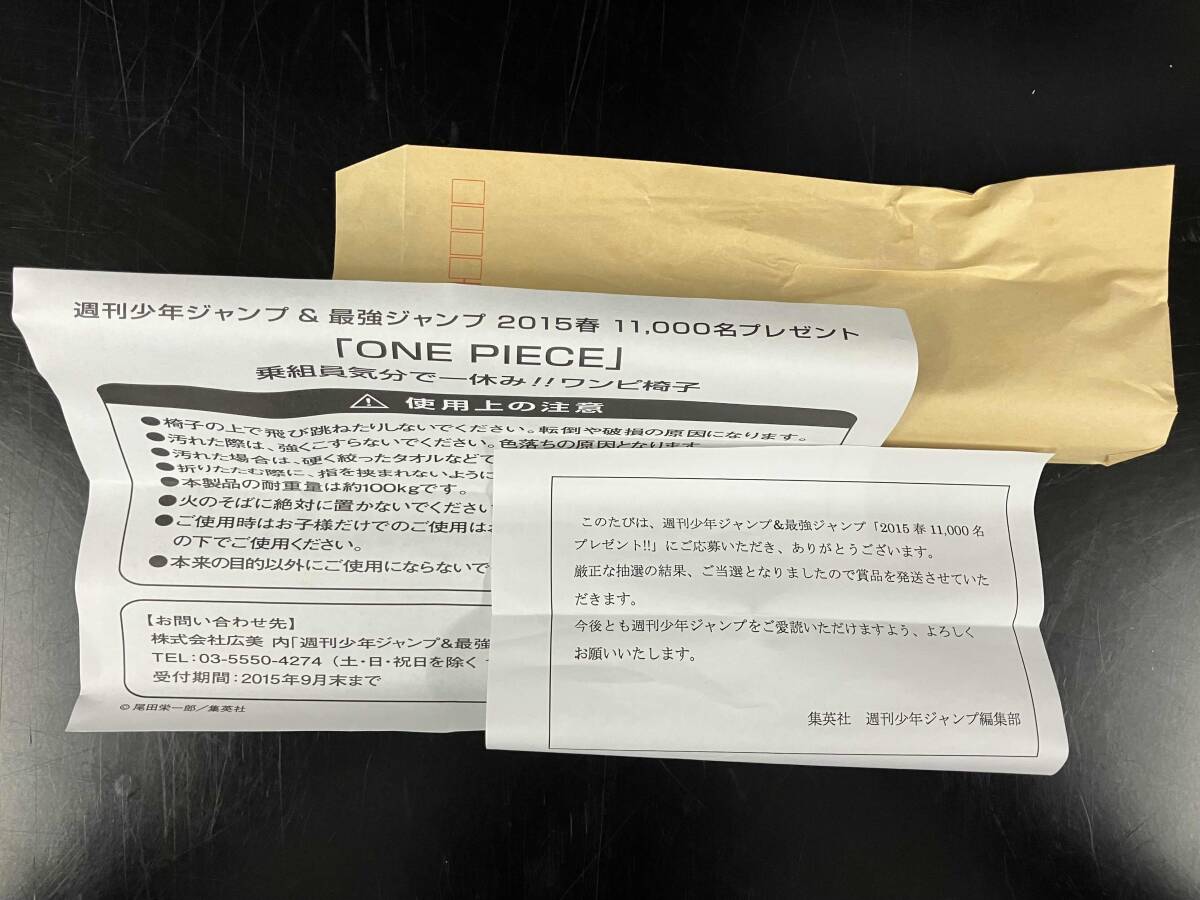 週刊少年ジャンプ & 最強ジャンプ 2015春 11,000名プレゼント
「ONE PIECE」
乗組員気分で一休み!!ワンピ椅子
使用上の注意
●椅子の上で飛び跳ねたりしないでください。転倒や破損の原因になります。
●汚れた際は、強くこすらないでください。色落ちの原因となります。
●汚れた場合は、硬く絞ったタオルなどで
●折りたたむ際に、指を挟まれないように
●本製品の耐重量は約100kgです。
●火のそばに絶対に置かないでください
●ご使用時はお子様だけでのご使用は
の下でご使用ください。
●本来の目的以外にご使用にならないで
【お問い合わせ先】
株式会社広美 内「週刊少年ジャンプ&最強
TEL:03-5550-4274 (土・日・祝日を除く
受付期間:2015年9月末まで
©尾田栄一郎/集英社
このたびは、週刊少年ジャンプ&最強ジャンプ「2015 春 11,000 名
プレゼント!!」にご応募いただき、ありがとうございます。
厳正な抽選の結果、ご当選となりましたので賞品を発送させていた
だきます。
今後とも週刊少年ジャンプをご愛読いただけますよう、よろしく
お願いいたします。
集英社 週刊少年ジャンプ編集部